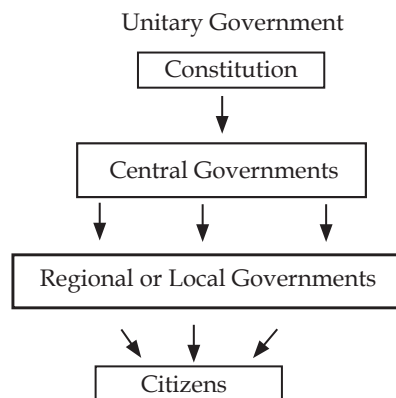 Unitary Government
Constitution
Central Governments
Regional or Local Governments
Citizens